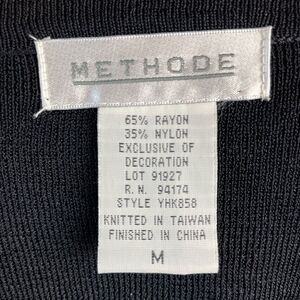 METHODE
65% RAYON
35% NYLON
EXCLUSIVE OF
DECORATION
LOT 91927
R. N. 94174
STYLE YHK858
KNITTED IN TAIWAN
FINISHED IN CHINA
M